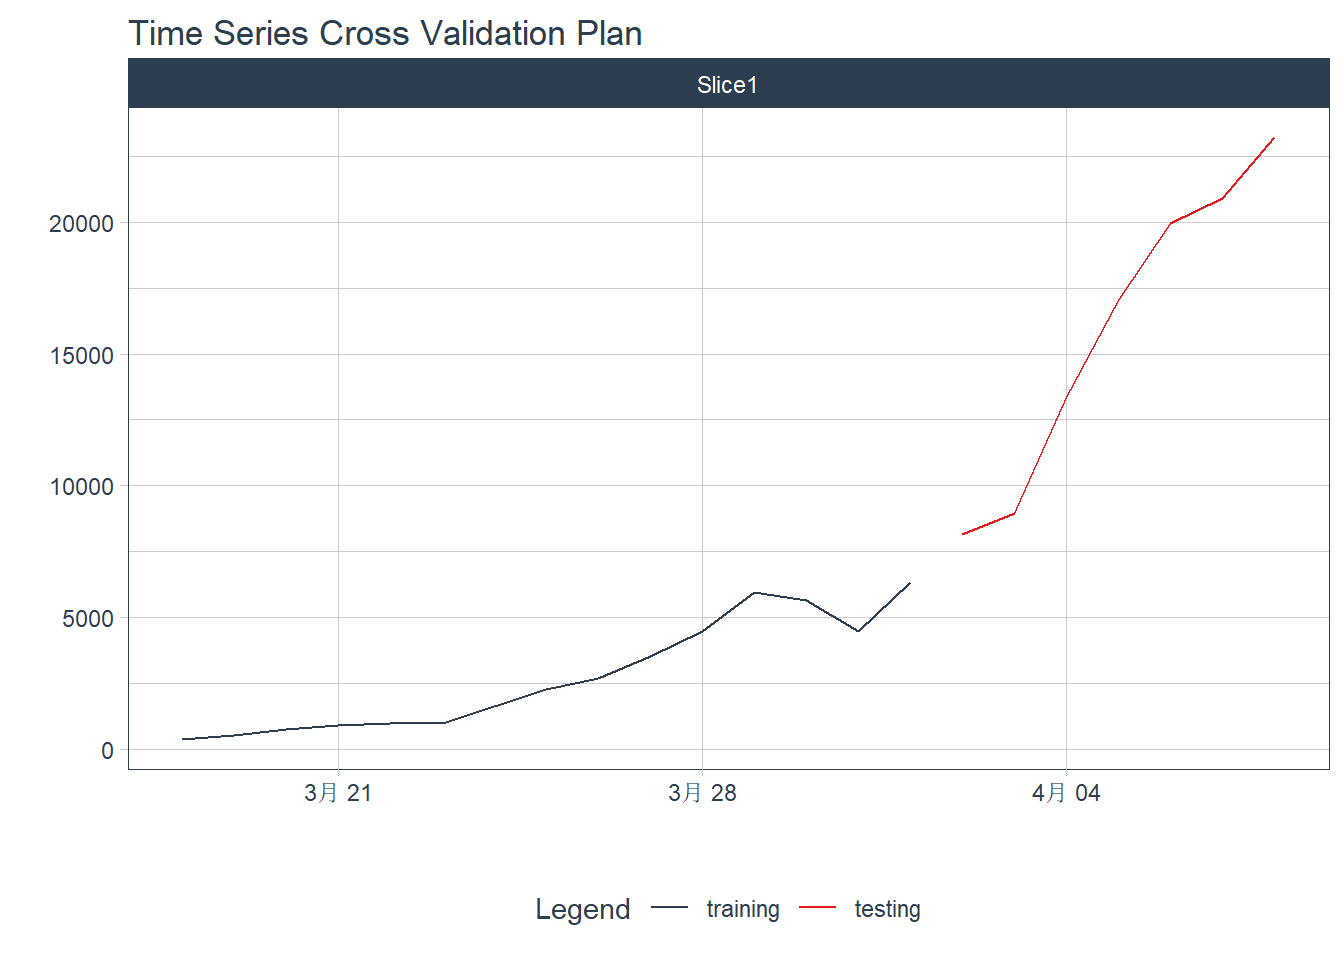 Time Series Cross Validation Plan
Slice1
20000
15000
10000
5000
0
3月 21 3月 28 4月 04
Legend training testing